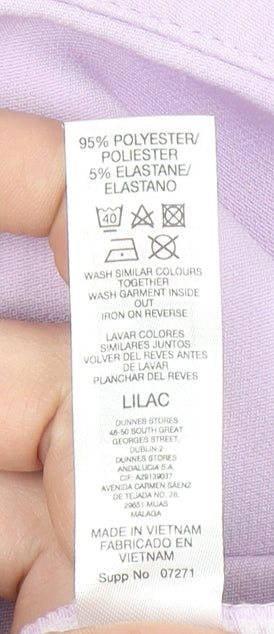 95% POLYESTER/
POLIESTER
5% ELASTANE/
ELASTANO
40
WASH SIMILAR COLOURS
TOGETHER
WASH GARMENT INSIDE
OUT
IRON ON REVERSE
LAVAR COLORES
SIMILARES JUNTOS
VOLVER DEL REVES ANTES
DE LAVAR
PLANCHAR DEL REVES
LILAC
DUNNES STORES
46-50 SOUTH GREAT
GEORGES STREET,
DUBLIN 2
DUNNES STORES
ANDALUCIA S.A
CIF: A29139037
AVENIDA CARMEN SAENZ
DE TEJADA NO. 28,
29651 MIJAS
MALAGA
MADE IN VIETNAM
FABRICADO EN
VIETNAM
Supp No 07271